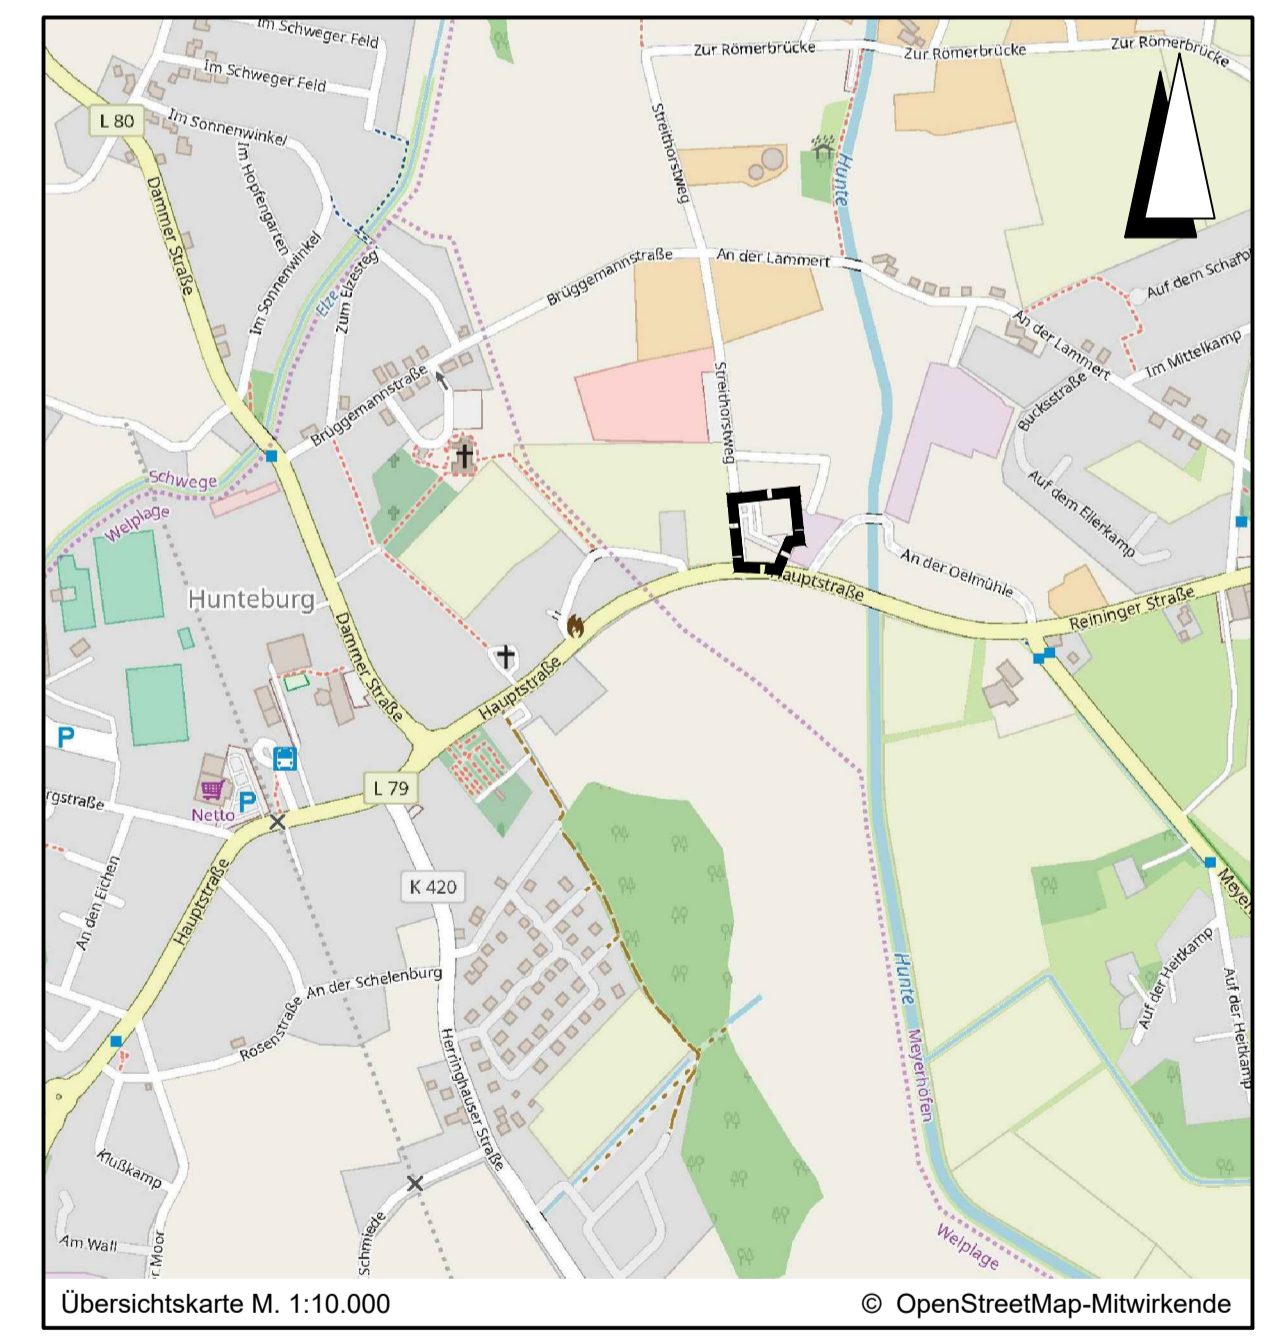 Im Schweger Feld
Zur Römerbrücke
Zur Römerbrücke
Zur Römerbrücke
Im Schweger Feld
L 80
Im Sonnenwinkel
Streithorstweg
Im Hopfengarten
Hunte
Dammer Straße
Im Sonnenwinkel
Elze
Zum Elzesteg
Brüggemannstraße
An der Lammert
Auf dem Schafb
An der Lammert
Im Mittelkamp
Brüggemannstraße
Streithorstweg
Bucksstraße
Schwege
Welplage
Auf dem Ellerkamp
An der Oelmühle
Hauptstraße
Hunteburg
Reininger Straße
Dammer Straße
Hauptstraße
P
L 79
P
Netto
rgstraße
K 420
Meyer
An den Eichen
Hauptstraße
An der Schelenburg
Rosenstraße
Hunte
Auf der Heitkamp
Auf der Heitkamp
Herringhauser Straße
Meyerhöfen
Klußkamp
Am Wall
r Moor
Schmiede
Welplage
Übersichtskarte M. 1:10.000
© OpenStreetMap-Mitwirkende